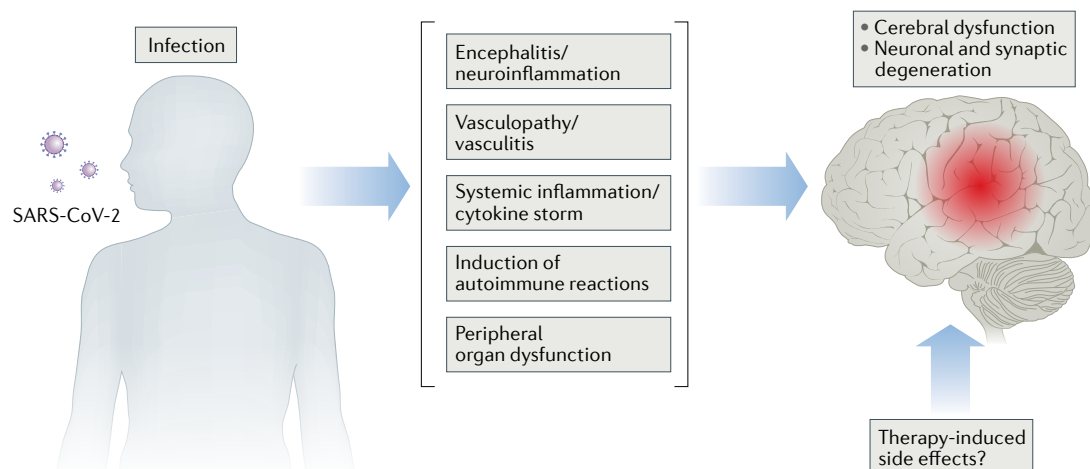 Infection
SARS-CoV-2
Encephalitis/
neuroinflammation
Vasculopathy/
vasculitis
Systemic inflammation/
cytokine storm
Induction of
autoimmune reactions
Peripheral
organ dysfunction
• Cerebral dysfunction
• Neuronal and synaptic
degeneration
Therapy-induced
side effects?